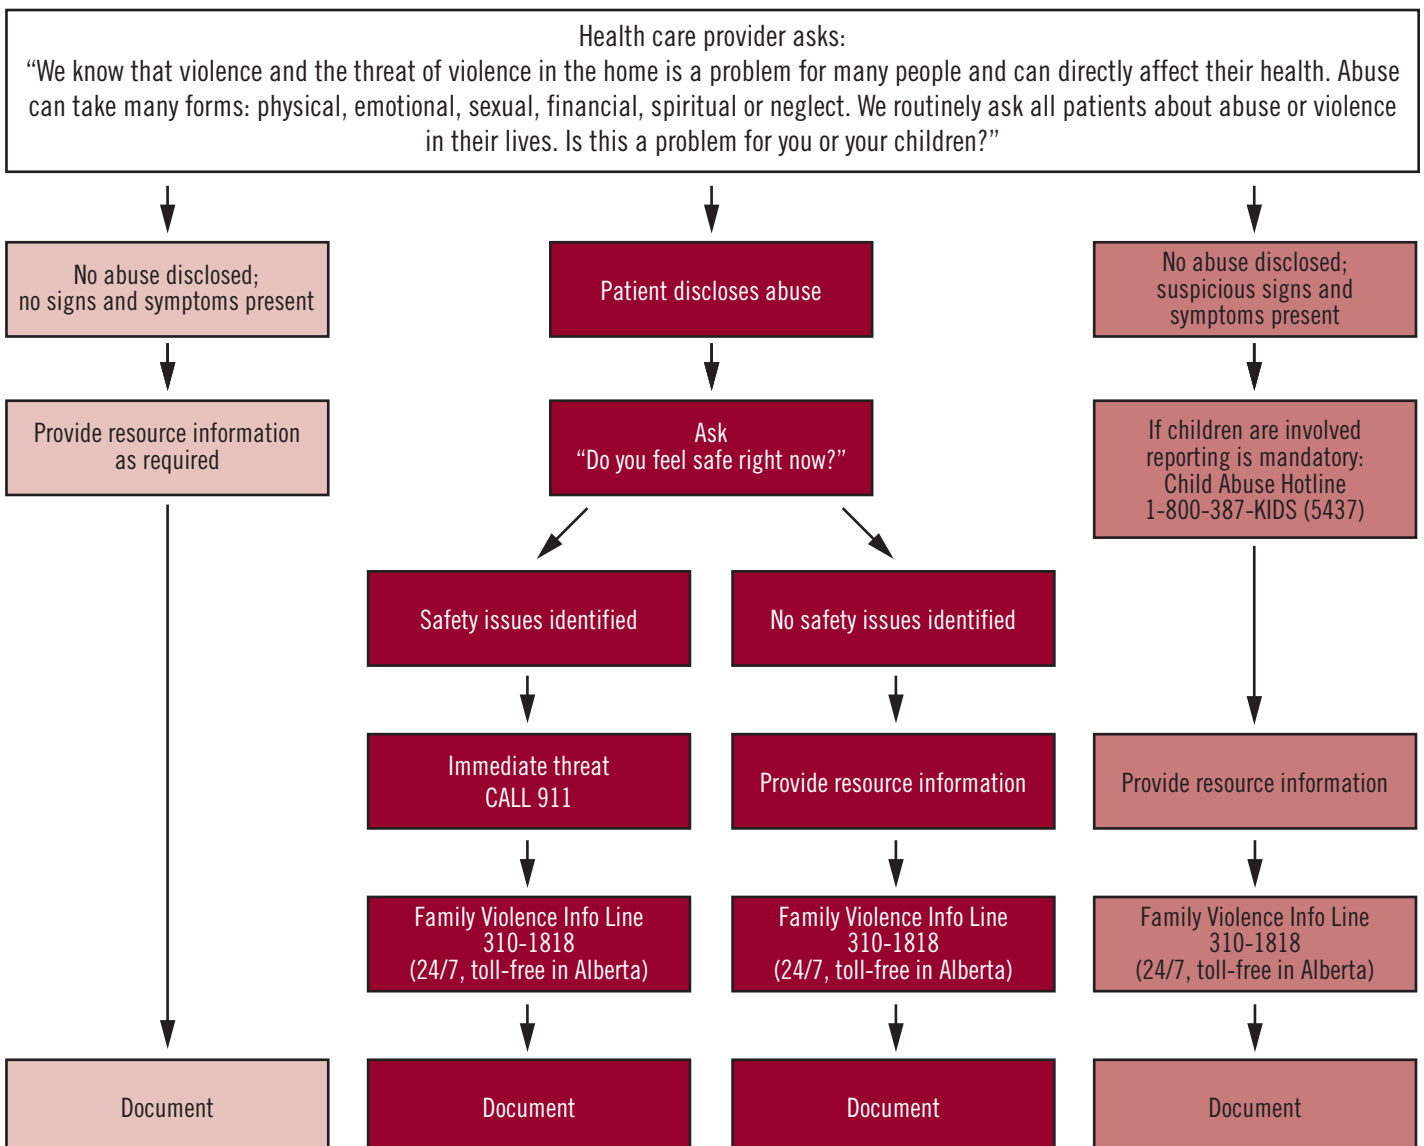 Health care provider asks:
“We know that violence and the threat of violence in the home is a problem for many people and can directly affect their health. Abuse
can take many forms: physical, emotional, sexual, financial, spiritual or neglect. We routinely ask all patients about abuse or violence
in their lives. Is this a problem for you or your children?”
No abuse disclosed;
no signs and symptoms present
Patient discloses abuse
No abuse disclosed;
suspicious signs and
symptoms present
Provide resource information
as required
Ask
“Do you feel safe right now?”
If children are involved
reporting is mandatory:
Child Abuse Hotline
1-800-387-KIDS (5437)
Safety issues identified
No safety issues identified
Immediate threat
CALL 911
Provide resource information
Provide resource information
Family Violence Info Line
310-1818
(24/7, toll-free in Alberta)
Family Violence Info Line
310-1818
(24/7, toll-free in Alberta)
Family Violence Info Line
310-1818
(24/7, toll-free in Alberta)
Document
Document
Document
Document